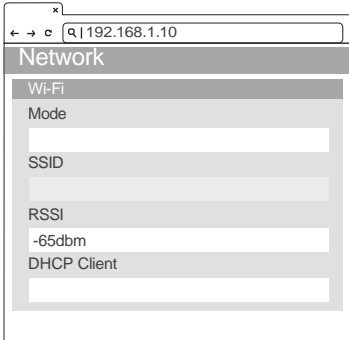 192.168.1.10
Network
Wi-Fi
Mode
SSID
RSSI
-65dbm
DHCP Client